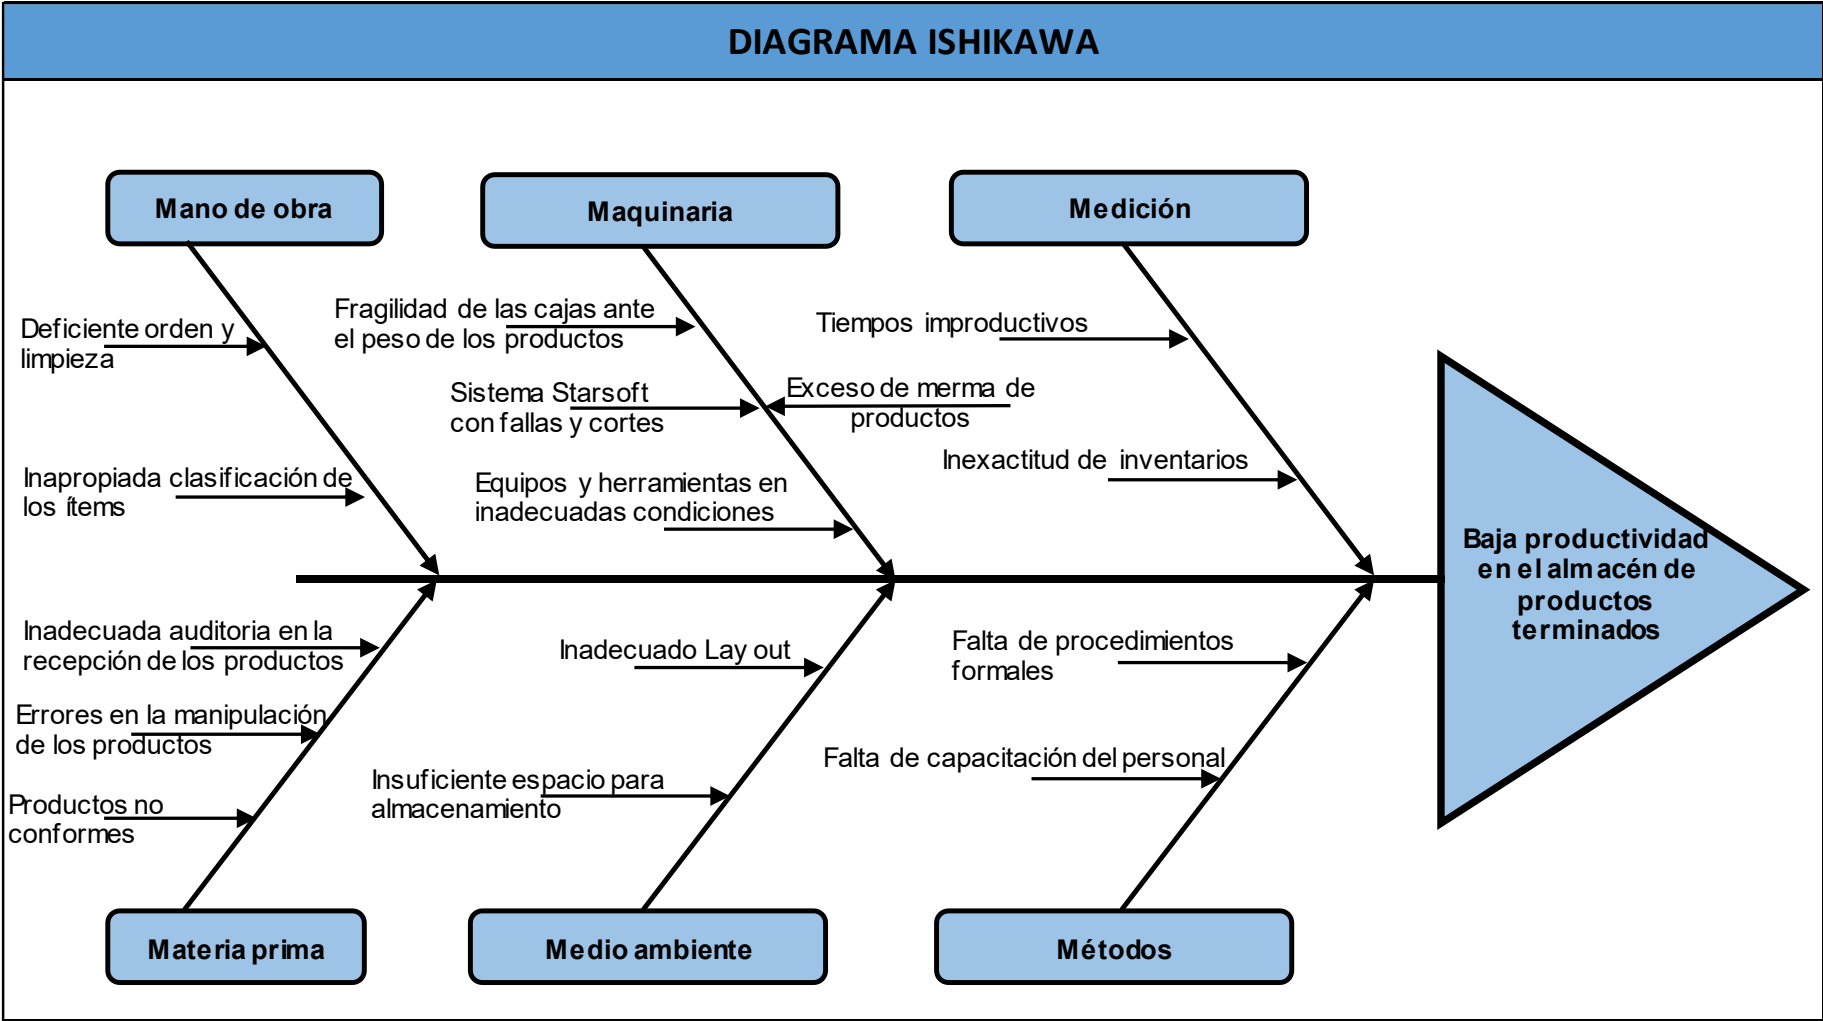 DIAGRAMA ISHIKAWA
Mano de obra
Maquinaria
Medición
Deficiente orden y
limpieza
Inapropiada clasificación de
los ítems
Fragilidad de las cajas ante
el peso de los productos
Sistema Starsoft
con fallas y cortes
Exceso de merma de
productos
Equipos y herramientas en
inadecuadas condiciones
Tiempos improductivos
Inexactitud de inventarios
Baja productividad
en el almacén de
productos
terminados
Inadecuada auditoria en la
recepción de los productos
Errores en la manipulación
de los productos
Productos no
conformes
Inadecuado Lay out
Insuficiente espacio para
almacenamiento
Falta de procedimientos
formales
Falta de capacitación del personal
Materia prima
Medio ambiente
Métodos